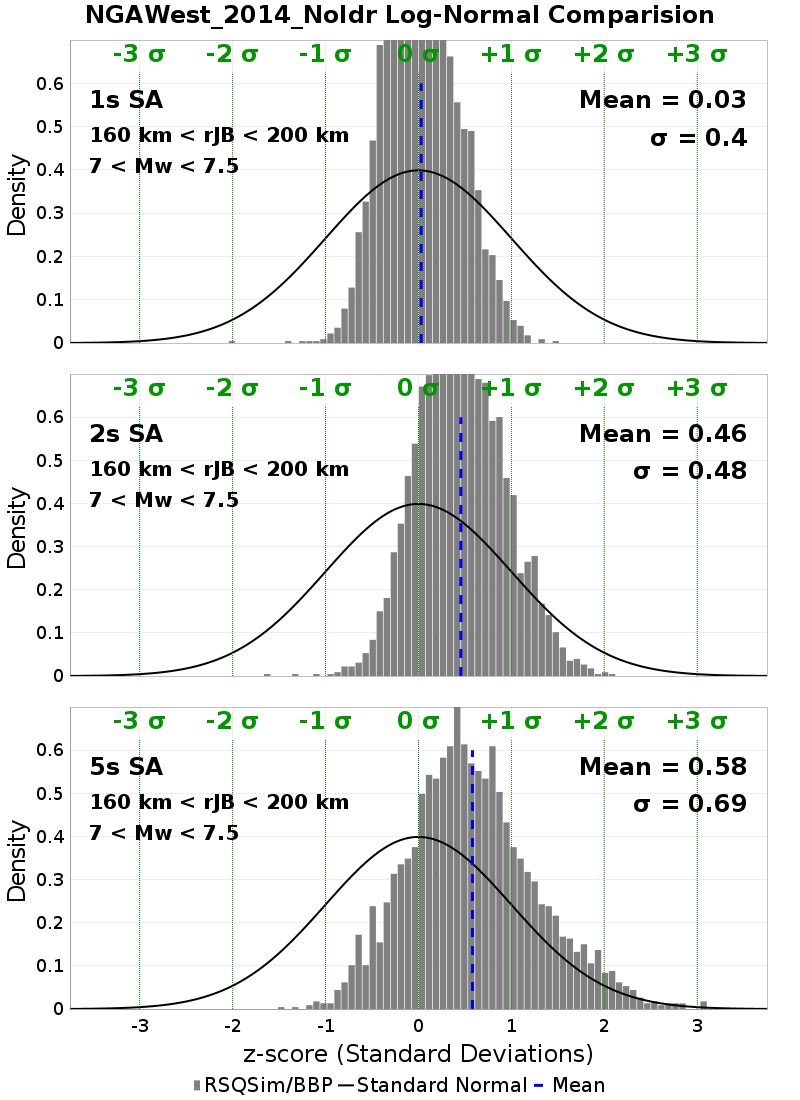 NGAWest_2014_NoIdr Log-Normal Comparision
-3 σ -2 σ -1 σ 0 σ +1 σ +2 σ +3 σ
1s SA
Mean = 0.03
160 km < rJB < 200 km
σ = 0.4
7 < Mw < 7.5
Density
0.6
0.5
0.4
0.3
0.2
0.1
0
-3 σ -2 σ -1 σ 0 σ +1 σ +2 σ +3 σ
2s SA
Mean = 0.46
160 km < rJB < 200 km
σ = 0.48
7 < Mw < 7.5
Density
0.6
0.5
0.4
0.3
0.2
0.1
0
-3 σ -2 σ -1 σ 0 σ +1 σ +2 σ +3 σ
5s SA
Mean = 0.58
160 km < rJB < 200 km
σ = 0.69
7 < Mw < 7.5
Density
0.6
0.5
0.4
0.3
0.2
0.1
0
-3 -2 -1 0 1 2 3
z-score (Standard Deviations)
RSQSim/BBP Standard Normal Mean